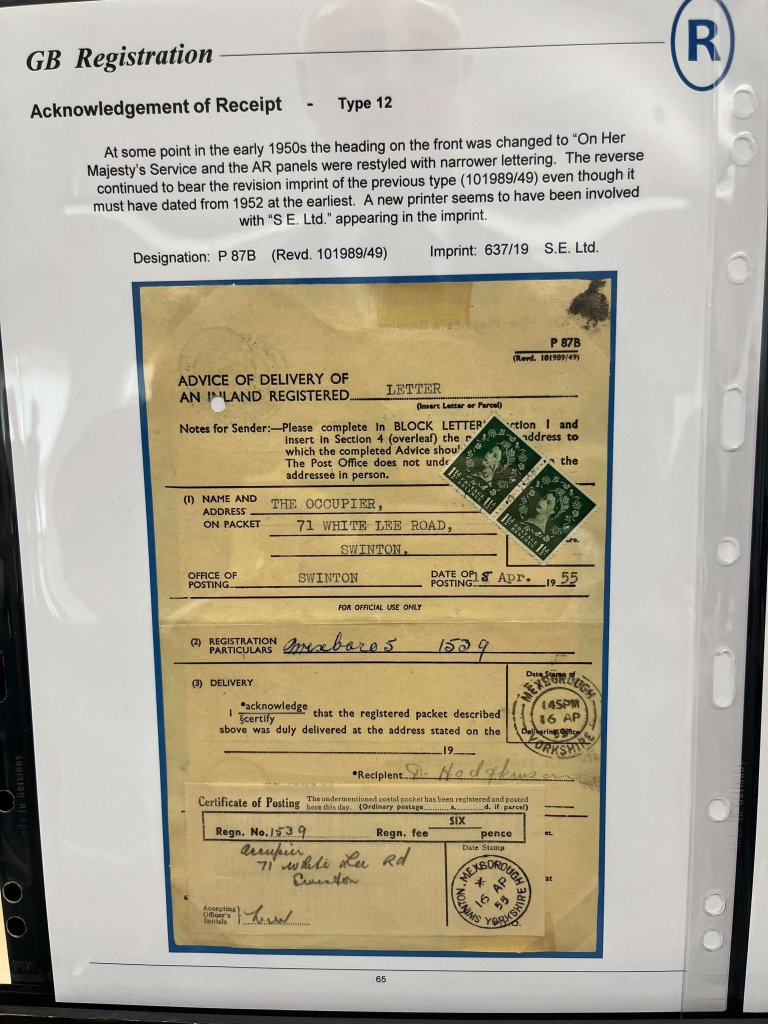 GB Registration
R
Acknowledgement of Receipt - Type 12
At some point in the early 1950s the heading on the front was changed to "On Her
Majesty's Service and the AR panels were restyled with narrower lettering. The reverse
continued to bear the revision imprint of the previous type (101989/49) even though it
must have dated from 1952 at the earliest. A new printer seems to have been involved
with "S E. Ltd." appearing in the imprint.
Designation: P 87B (Revd. 101989/49) Imprint: 637/19 S.E. Ltd.
P 87B
(Revd. 101989/49)
ADVICE OF DELIVERY OF
AN INLAND REGISTERED LETTER
(Insert Letter or Parcel)
Notes for Sender:—Please complete in BLOCK LETTER ction 1 and
insert in Section 4 (overleaf) the ddress to
which the completed Advice shoul
The Post Office does not unde the
addressee in person.
(1) NAME AND THE OCCUPIER,
ADDRESS
ON PACKET 71 WHITE LEE ROAD,
SWINTON.
OFFICE OF POSTING SWINTON DATE OF POSTING 15 Apr. 1955
FOR OFFICIAL USE ONLY
(2) REGISTRATION PARTICULARS Mexboro 5 1539
(3) DELIVERY
Date Stamp of
Delivering Office
MEXBOROUGH
145PM
16 AP
55
YORKSHIRE
I *acknowledge §certify that the registered packet described
above was duly delivered at the address stated on the
19
*Recipient D. Hodgkinson
Certificate of Posting The undermentioned postal packet has been registered and posted
here this day. (Ordinary postage s. d. if parcel)
Regn. No. 1539 Regn. fee SIX pence
Occupier
71 White Lee Rd
Swinton
Date Stamp
SWINTON. MEXBOROUGH
16 AP
55
YORKSHIRE
Accepting
Officer's
Initials
65